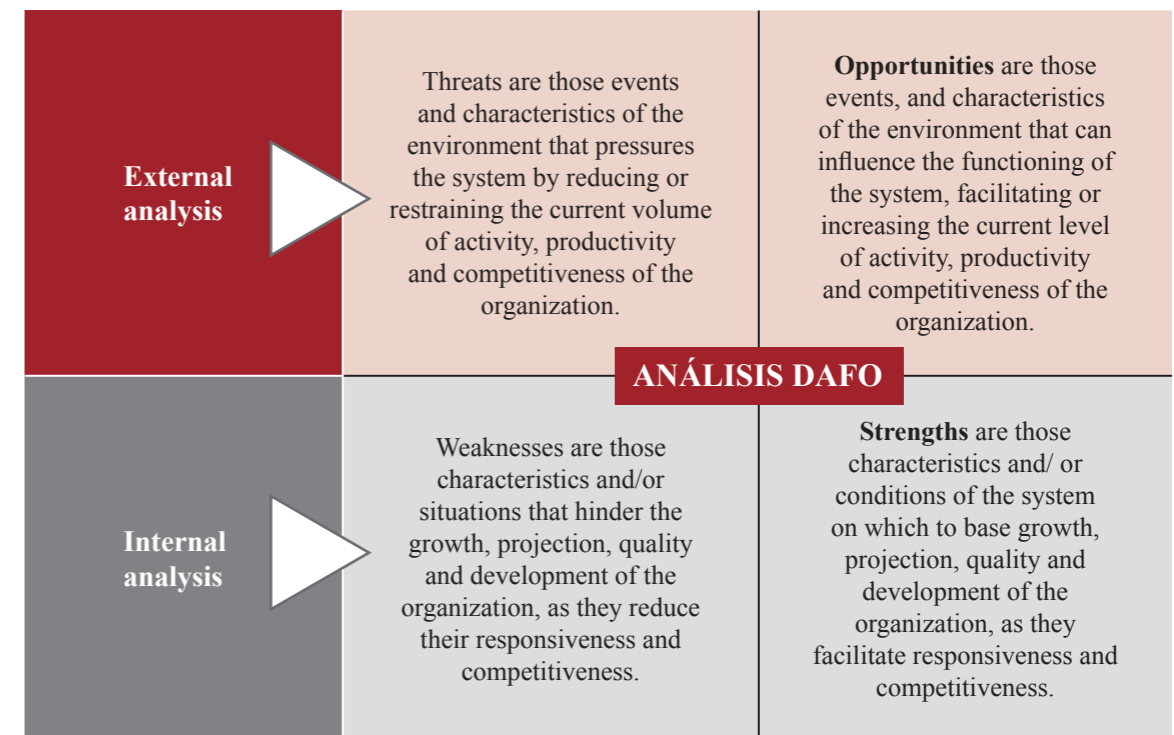 External
analysis
Threats are those events
and characteristics of the
environment that pressures
the system by reducing or
restraining the current volume
of activity, productivity
and competitiveness of the
organization.
Opportunities are those
events, and characteristics
of the environment that can
influence the functioning of
the system, facilitating or
increasing the current level
of activity, productivity
and competitiveness of the
organization.
ANÁLISIS DAFO
Internal
analysis
Weaknesses are those
characteristics and/or
situations that hinder the
growth, projection, quality
and development of the
organization, as they reduce
their responsiveness and
competitiveness.
Strengths are those
characteristics and/ or
conditions of the system
on which to base growth,
projection, quality and
development of the
organization, as they
facilitate responsiveness and
competitiveness.